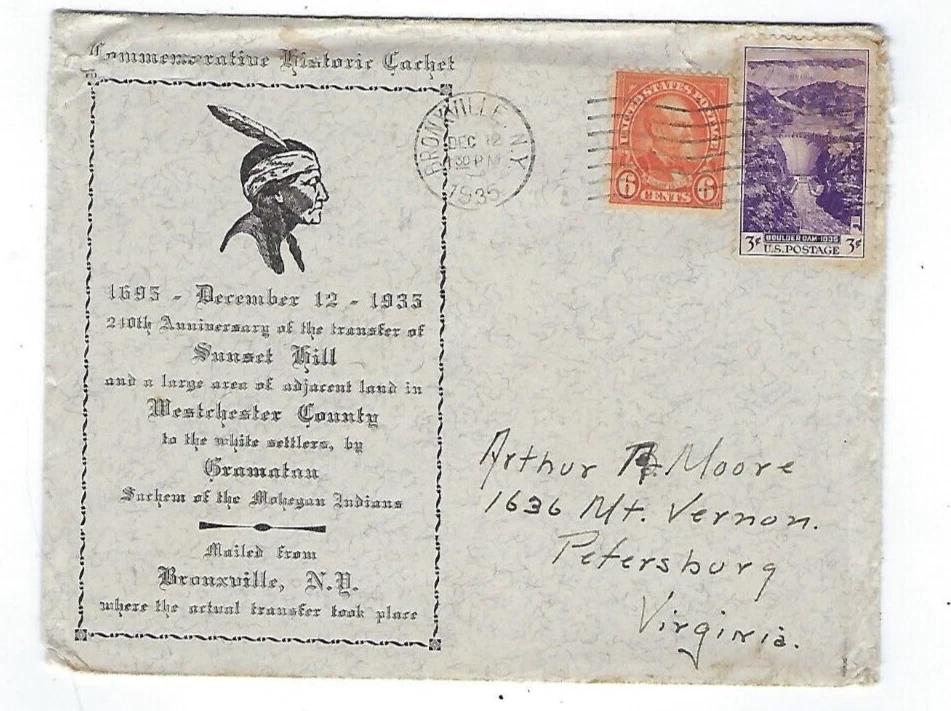 Commemorative Historic Cachet
1695 - December 12 - 1935
240th Anniversary of the transfer of
Sunset Hill
and a large area of adjacent land in
Westchester County
to the white settlers, by
Gramatan
Sachem of the Mohegan Indians
Mailed from
Bronxville, N.Y.
where the actual transfer took place
BRONXVILLE, N.Y.
DEC 12
30 PM
1935
UNITED STATES POSTAGE
6 CENTS 6
BOULDER DAM-1935
3¢ U.S. POSTAGE 3¢
Arthur Moore
1636 Mt. Vernon.
Petersburg
Virginia.